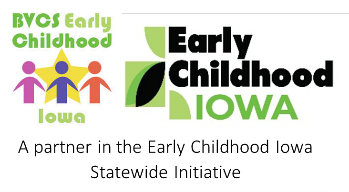 BVCS Early
Childhood
Iowa
Early
Childhood
IOWA
A partner in the Early Childhood Iowa
Statewide Initiative